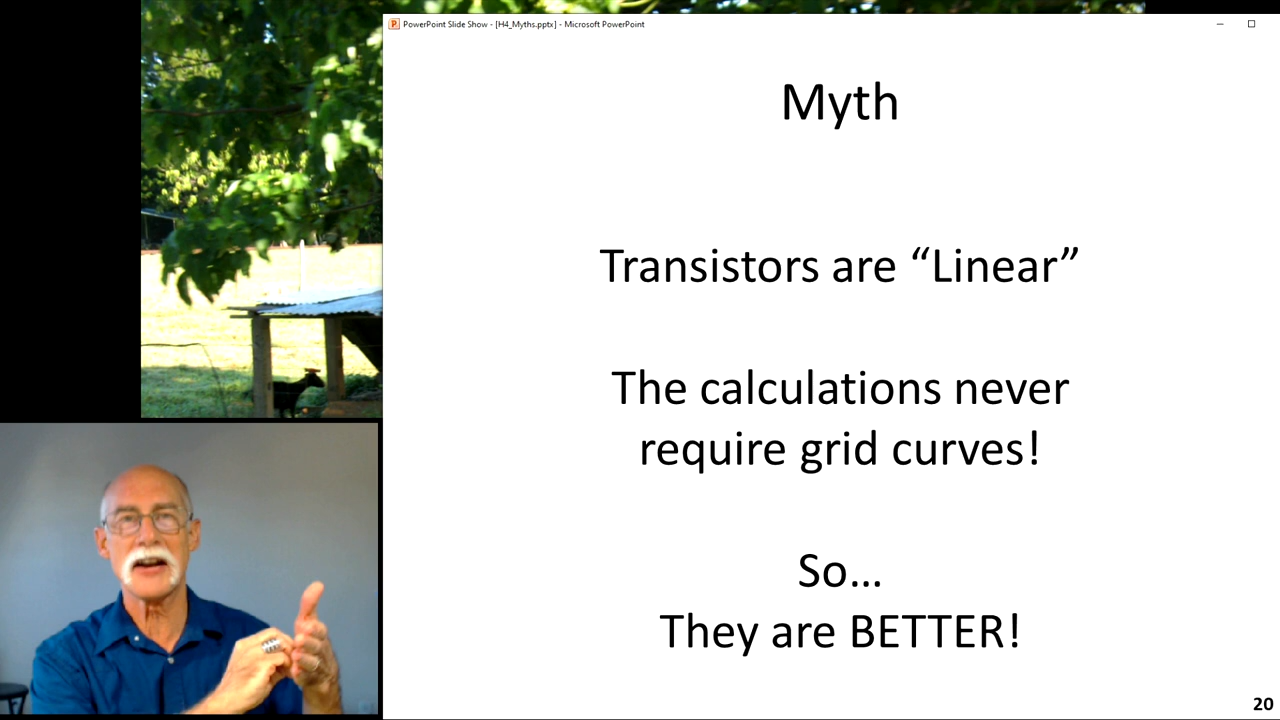 PowerPoint Slide Show - [H4_Myths.pptx] - Microsoft PowerPoint
Myth
Transistors are “Linear”
The calculations never
require grid curves!
So...
They are BETTER!
20